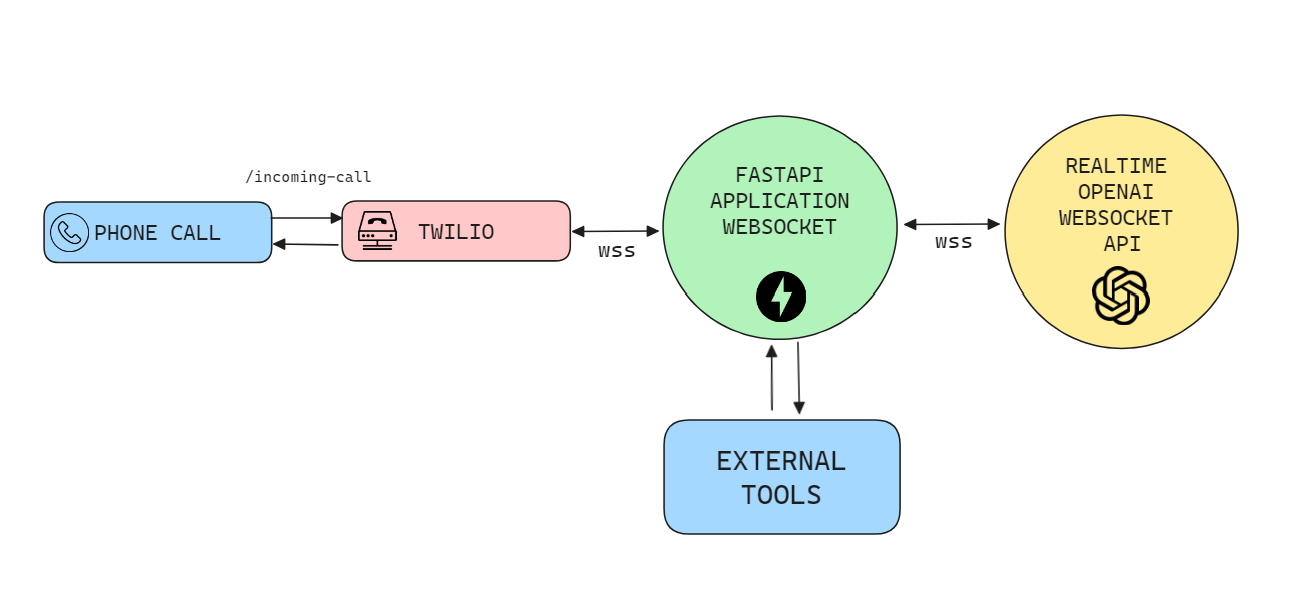 /incoming-call
PHONE CALL
TWILIO
wss
FASTAPI
APPLICATION
WEBSOCKET
wss
REALTIME
OPENAI
WEBSOCKET
API
EXTERNAL
TOOLS